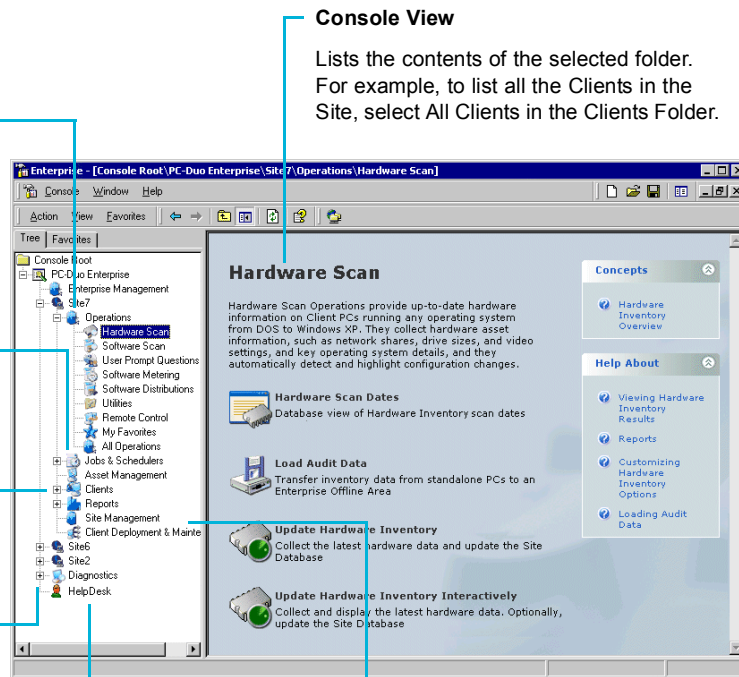 Console View
Lists the contents of the selected folder.
For example, to list all the Clients in the
Site, select All Clients in the Clients Folder.
Enterprise - [Console Root\PC-Duo Enterprise\Site7\Operations\Hardware Scan]
Console Window Help
Action View Favorites
Tree Favorites
Console Root
PC-Duo Enterprise
Enterprise Management
Site7
Operations
Hardware Scan
Software Scan
User Prompt Questions
Software Metering
Software Distributions
Utilities
Remote Control
My Favorites
All Operations
Jobs & Schedulers
Asset Management
Clients
Reports
Site Management
Client Deployment & Mainte
Site6
Site2
Diagnostics
HelpDesk
Hardware Scan
Hardware Scan Operations provide up-to-date hardware
information on Client PCs running any operating system
from DOS to Windows XP. They collect hardware asset
information, such as network shares, drive sizes, and video
settings, and key operating system details, and they
automatically detect and highlight configuration changes.
Hardware Scan Dates
Database view of Hardware Inventory scan dates
Load Audit Data
Transfer inventory data from standalone PCs to an
Enterprise Offline Area
Update Hardware Inventory
Collect the latest hardware data and update the Site
Database
Update Hardware Inventory Interactively
Collect and display the latest hardware data. Optionally,
update the Site Database
Concepts
Hardware
Inventory
Overview
Help About
Viewing Hardware
Inventory
Results
Reports
Customizing
Hardware
Inventory
Options
Loading Audit
Data